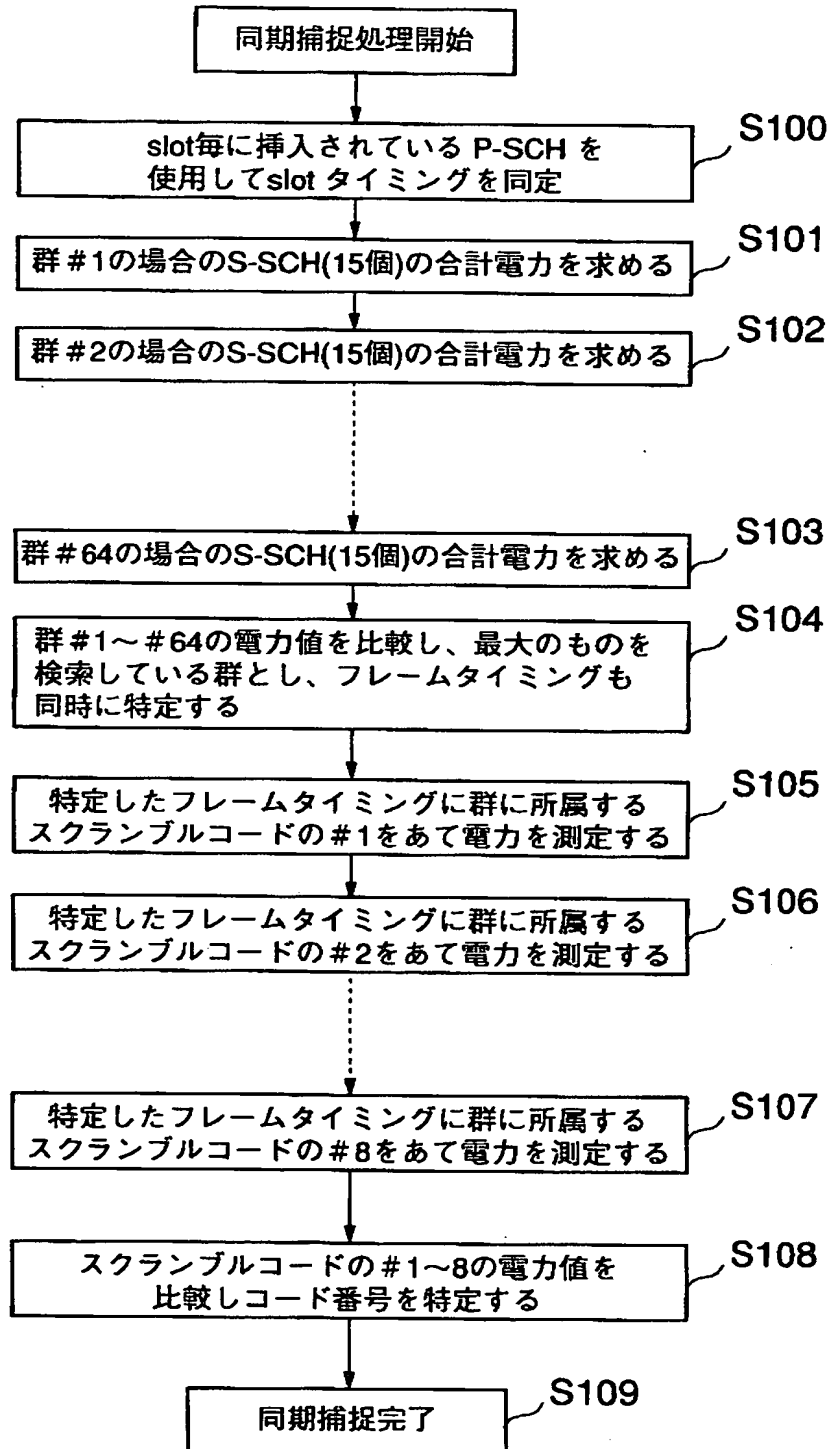 同期捕捉処理開始
S100
slot毎に挿入されている P-SCH を
使用してslot タイミングを同定
S101
群#1の場合のS-SCH(15個)の合計電力を求める
S102
群#2の場合のS-SCH(15個)の合計電力を求める
S103
群#64の場合のS-SCH(15個)の合計電力を求める
S104
群#1〜#64の電力値を比較し、最大のものを
検索している群とし、フレームタイミングも
同時に特定する
S105
特定したフレームタイミングに群に所属する
スクランブルコードの#1をあて電力を測定する
S106
特定したフレームタイミングに群に所属する
スクランブルコードの#2をあて電力を測定する
S107
特定したフレームタイミングに群に所属する
スクランブルコードの#8をあて電力を測定する
S108
スクランブルコードの#1〜8の電力値を
比較しコード番号を特定する
S109
同期捕捉完了